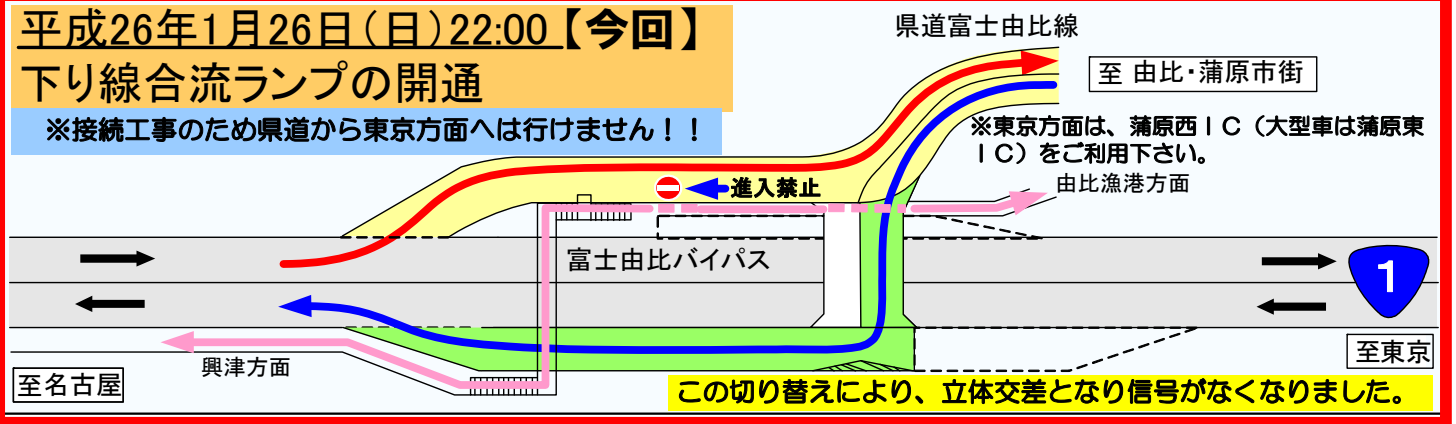 平成26年1月26日(日)22:00【今回】
下り線合流ランプの開通
※接続工事のため県道から東京方面へは行けません！！
県道富士由比線
至 由比・蒲原市街
※東京方面は、蒲原西ＩＣ（大型車は蒲原東
ＩＣ）をご利用下さい。
進入禁止
由比漁港方面
富士由比バイパス
1
興津方面
至名古屋
至東京
この切り替えにより、立体交差となり信号がなくなりました。